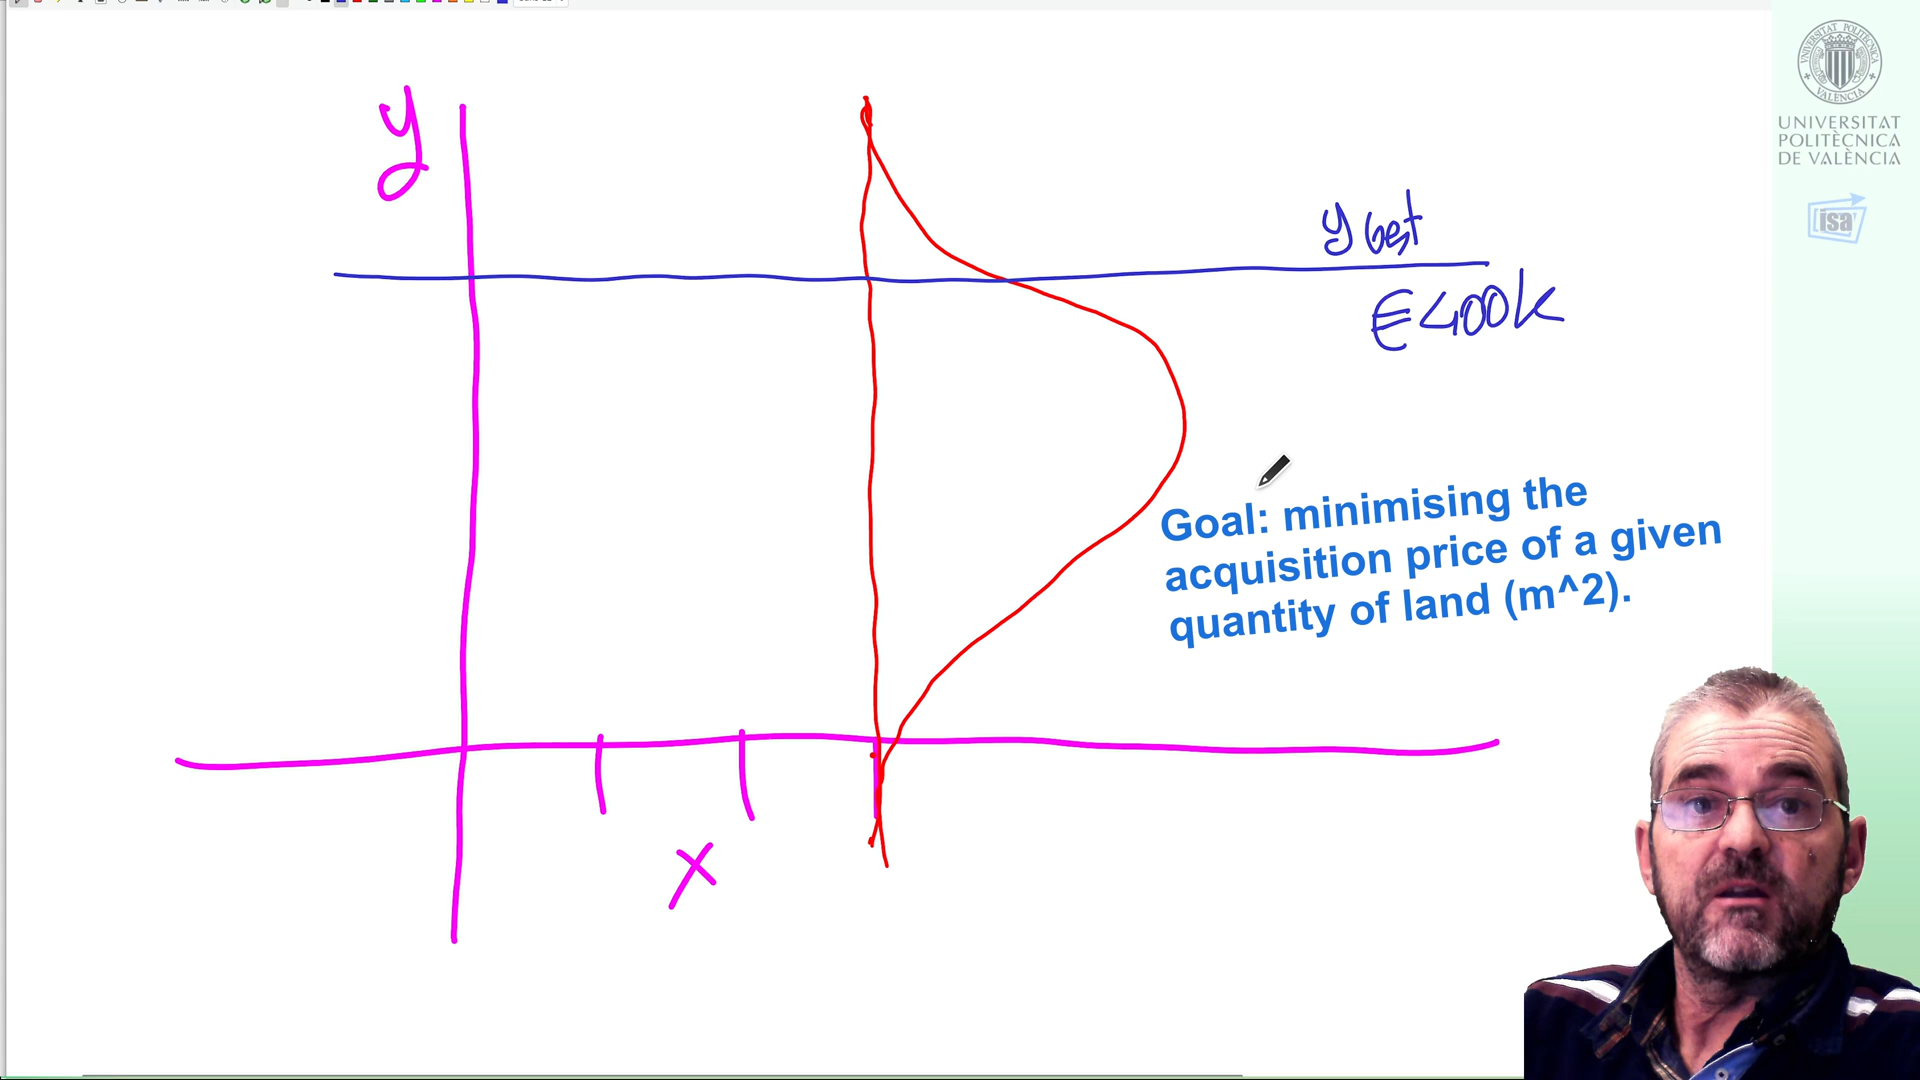 y
y best
€400k
Goal: minimising the
acquisition price of a given
quantity of land (m^2).
x
UNIVERSITAT
POLITÈCNICA
DE VALÈNCIA
isa